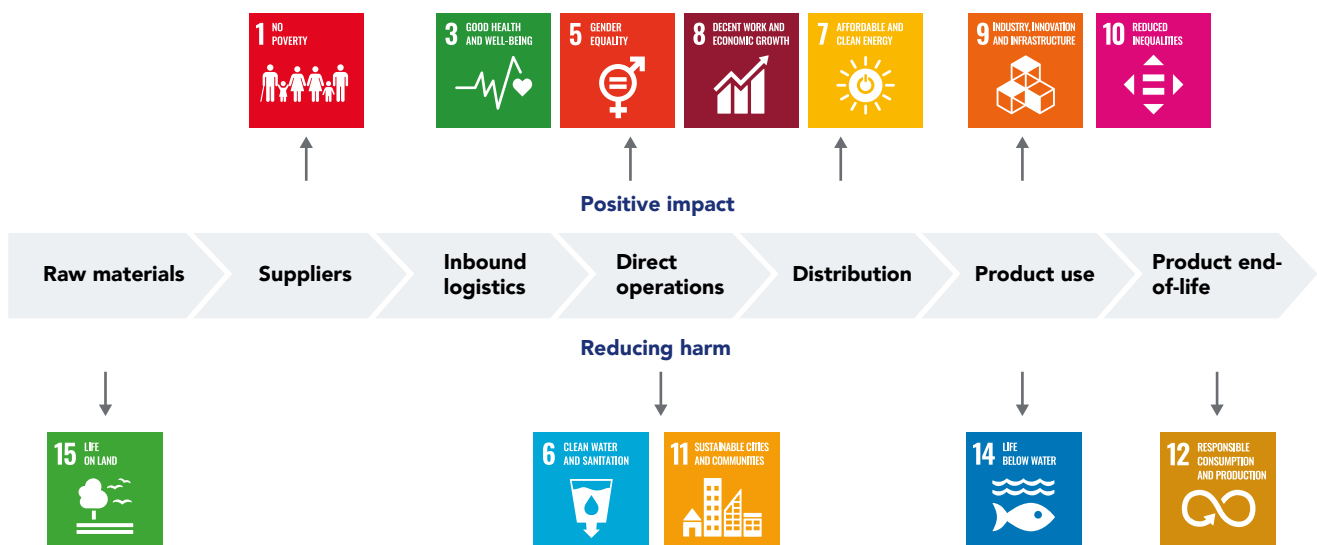 1 NO
POVERTY
3 GOOD HEALTH
AND WELL-BEING
5 GENDER
EQUALITY
8 DECENT WORK AND
ECONOMIC GROWTH
7 AFFORDABLE AND
CLEAN ENERGY
9 INDUSTRY, INNOVATION
AND INFRASTRUCTURE
10 REDUCED
INEQUALITIES
Positive impact
Raw materials
Suppliers
Inbound
logistics
Direct
operations
Distribution
Product use
Product end-
of-life
Reducing harm
15 LIFE
ON LAND
6 CLEAN WATER
AND SANITATION
11 SUSTAINABLE CITIES
AND COMMUNITIES
14 LIFE
BELOW WATER
12 RESPONSIBLE
CONSUMPTION
AND PRODUCTION